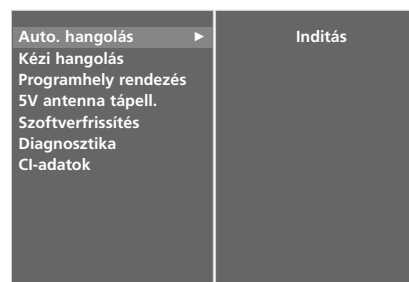 Auto. hangolás ►
Inditás
Kézi hangolás
Programhely rendezés
5V antenna tápell.
Szoftverfrissítés
Diagnosztika
CI-adatok